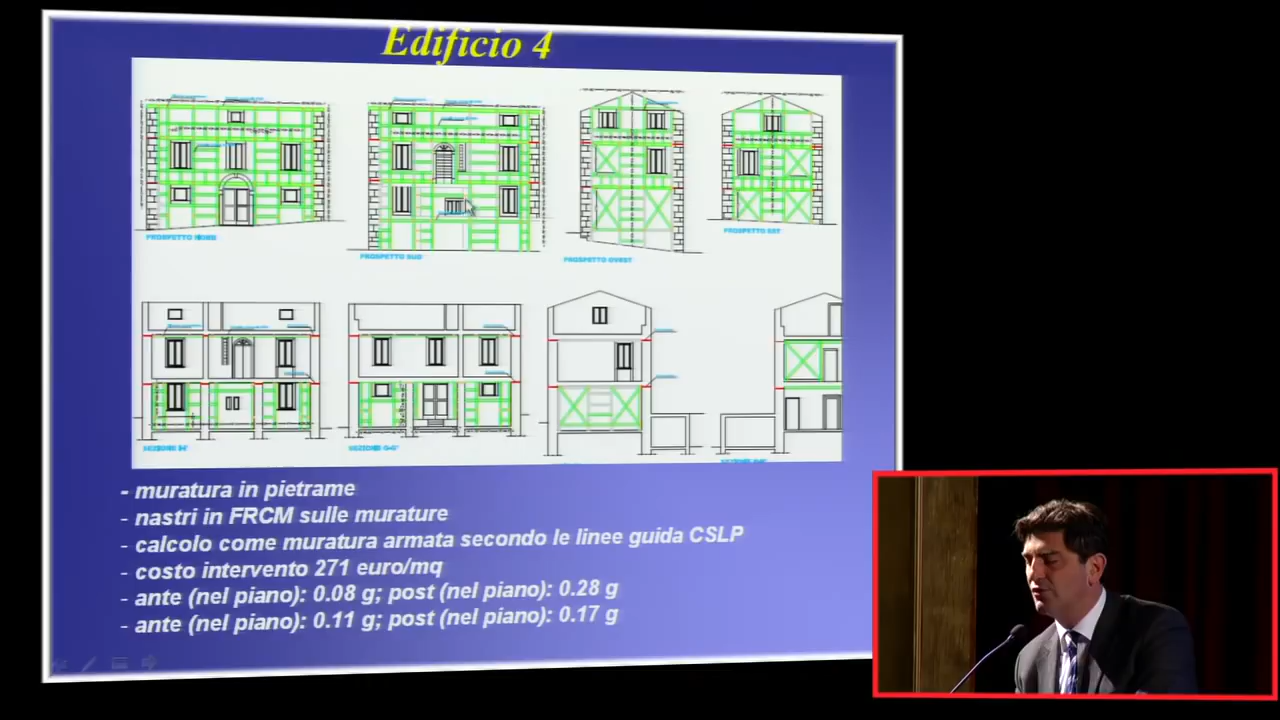 Edificio 4
PROSPETTO NORD
PROSPETTO SUD
PROSPETTO OVEST
PROSPETTO EST
- muratura in pietrame
- nastri in FRCM sulle murature
- calcolo come muratura armata secondo le linee guida CSLP
- costo intervento 271 euro/mq
- ante (nel piano): 0.08 g; post (nel piano): 0.28 g
- ante (nel piano): 0.11 g; post (nel piano): 0.17 g